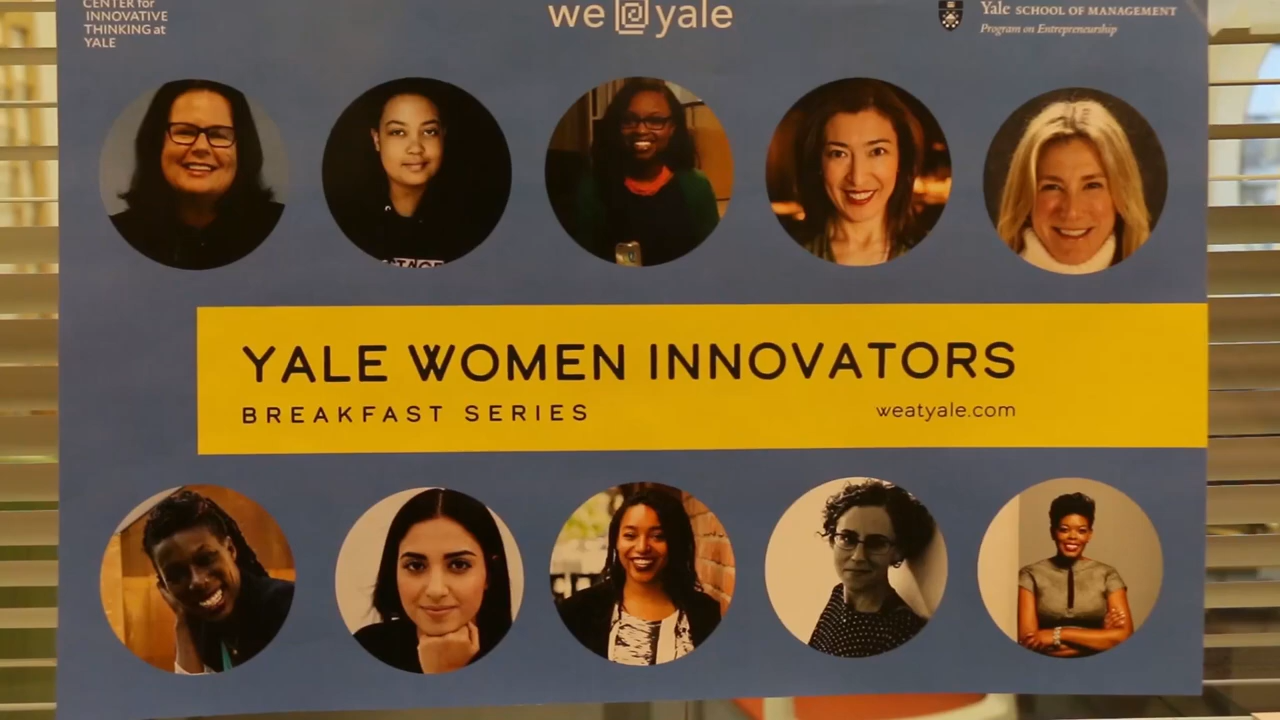 CENTER for
INNOVATIVE
THINKING at
YALE
we @ yale
Yale SCHOOL OF MANAGEMENT
Program on Entrepreneurship
YALE WOMEN INNOVATORS
BREAKFAST SERIES
weatyale.com